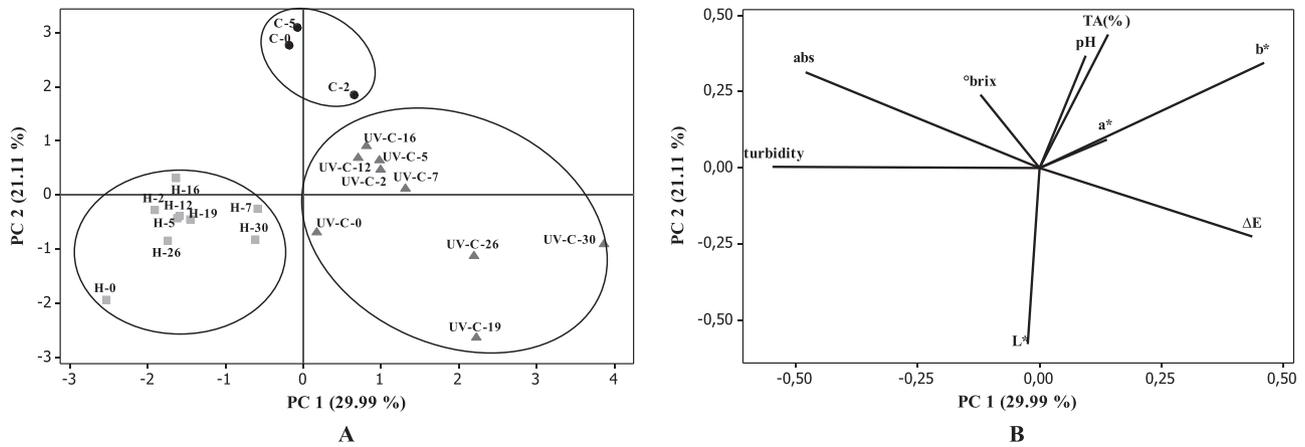 3
2
1
0
-1
-2
-3
PC 2 (21.11 %)
C-5
C-0
C-2
UV-C-16
UV-C-5
UV-C-12
UV-C-2
UV-C-7
UV-C-0
UV-C-26
UV-C-30
UV-C-19
H-16
H-2
H-12
H-19
H-5
H-7
H-30
H-26
H-0
-3
-2
-1
0
1
2
3
4
PC 1 (29.99 %)
A
0,50
0,25
0,00
-0,25
-0,50
PC 2 (21.11 %)
TA(%)
pH
b*
abs
°brix
a*
turbidity
ΔE
L*
-0,50
-0,25
0,00
0,25
0,50
PC 1 (29.99 %)
B